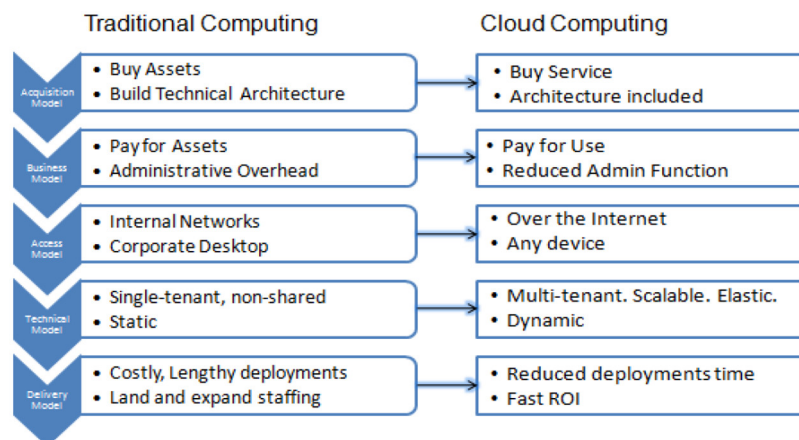 Traditional Computing
Cloud Computing
Acquisition
Model
• Buy Assets
• Build Technical Architecture
• Buy Service
• Architecture included
Business
Model
• Pay for Assets
• Administrative Overhead
• Pay for Use
• Reduced Admin Function
Access
Model
• Internal Networks
• Corporate Desktop
• Over the Internet
• Any device
Technical
Model
• Single-tenant, non-shared
• Static
• Multi-tenant. Scalable. Elastic.
• Dynamic
Delivery
Model
• Costly, Lengthy deployments
• Land and expand staffing
• Reduced deployments time
• Fast ROI